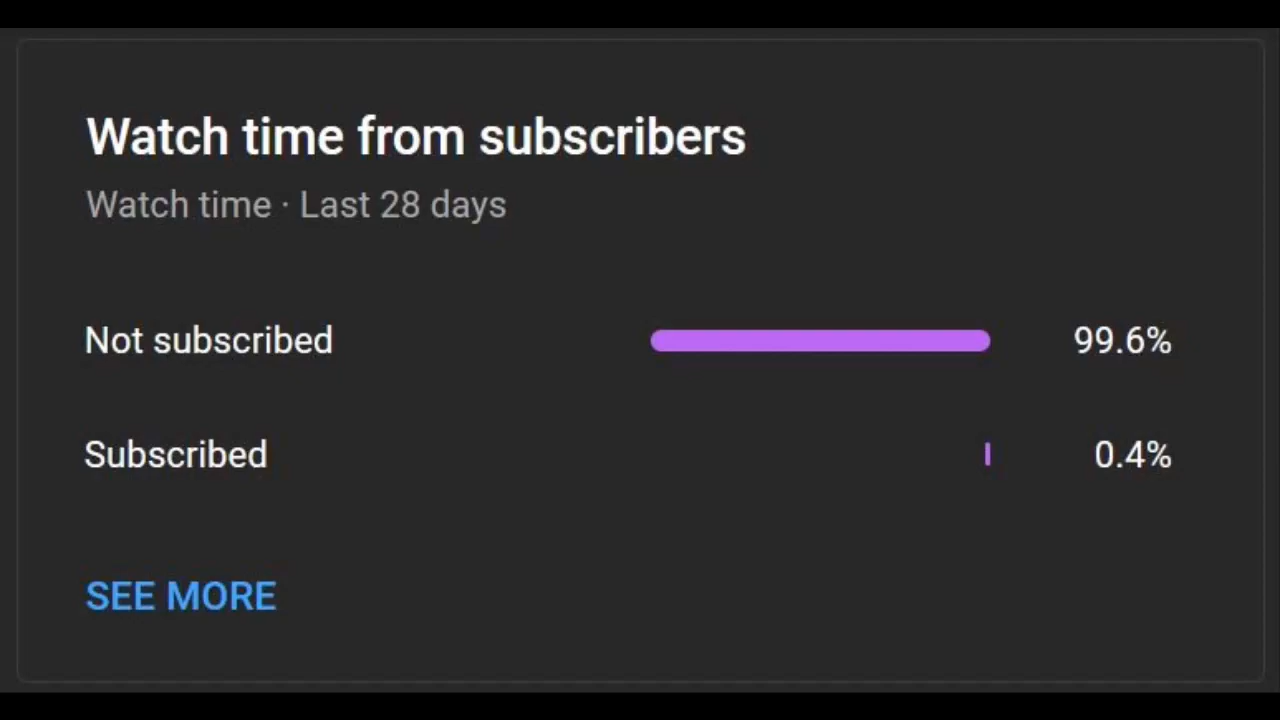 Watch time from subscribers
Watch time · Last 28 days
Not subscribed 99.6%
Subscribed 0.4%
SEE MORE